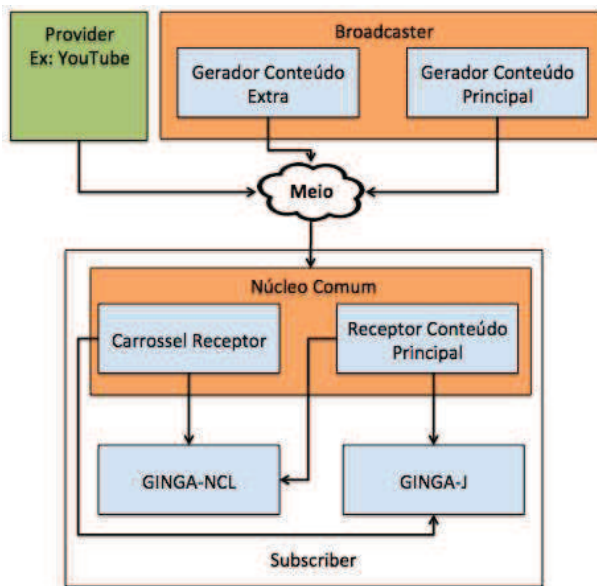 Provider
Ex: YouTube
Broadcaster
Gerador Conteúdo
Extra
Gerador Conteúdo
Principal
Meio
Núcleo Comum
Carrossel Receptor
Receptor Conteúdo
Principal
GINGA-NCL
GINGA-J
Subscriber